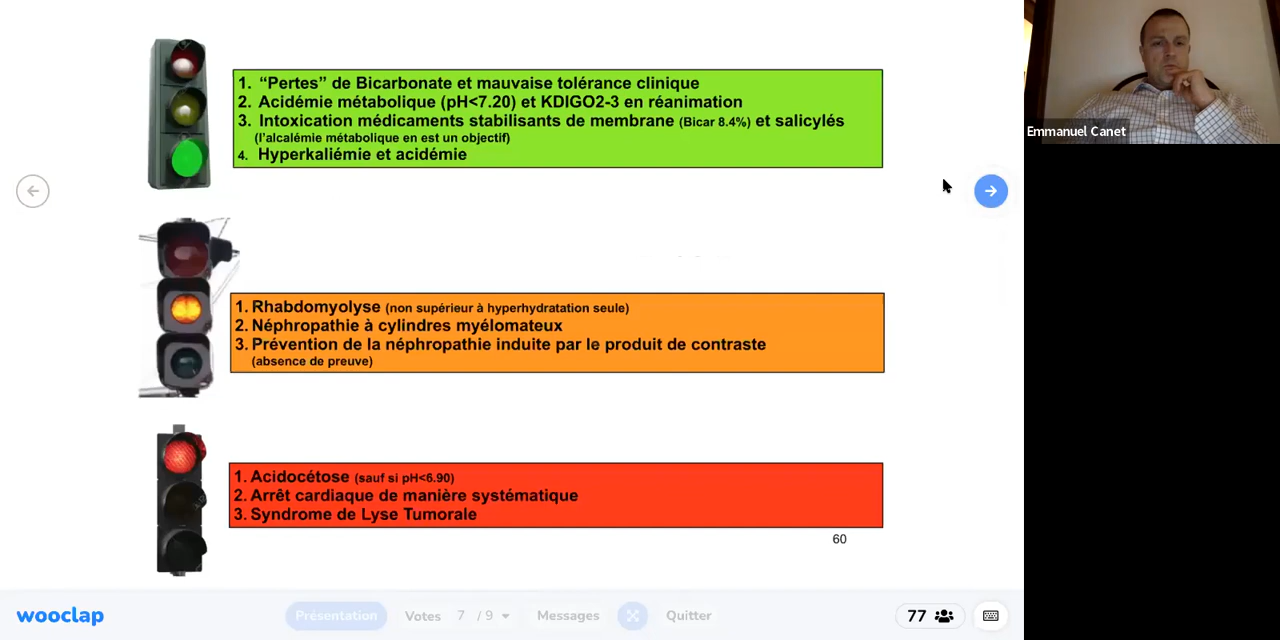 1. “Pertes” de Bicarbonate et mauvaise tolérance clinique
2. Acidémie métabolique (pH<7.20) et KDIGO2-3 en réanimation
3. Intoxication médicaments stabilisants de membrane (Bicar 8.4%) et salicylés
(l’alcalémie métabolique en est un objectif)
4. Hyperkaliémie et acidémie
Emmanuel Canet
1. Rhabdomyolyse (non supérieur à hyperhydratation seule)
2. Néphropathie à cylindres myélomateux
3. Prévention de la néphropathie induite par le produit de contraste
(absence de preuve)
1. Acidocétose (sauf si pH<6.90)
2. Arrêt cardiaque de manière systématique
3. Syndrome de Lyse Tumorale
60
wooclap Présentation Votes 7 / 9 Messages Quitter 77